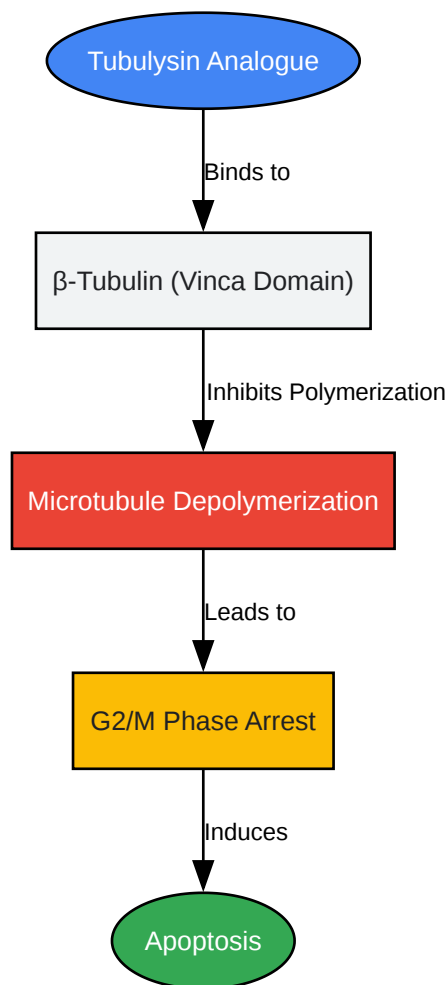 Tubulysin Analogue
Binds to
β-Tubulin (Vinca Domain)
Inhibits Polymerization
Microtubule Depolymerization
Leads to
G2/M Phase Arrest
Induces
Apoptosis